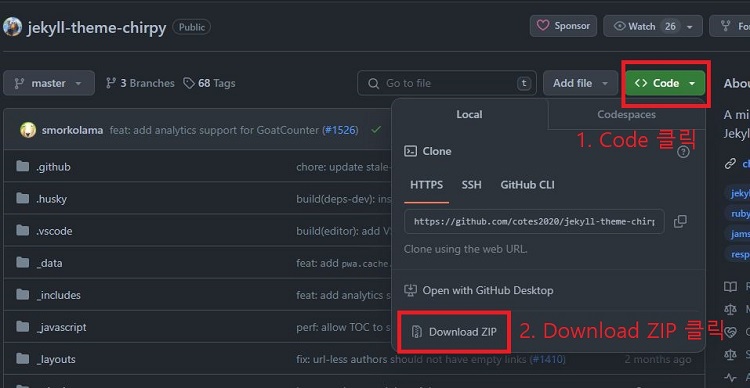 jekyll-theme-chirpy Public Sponsor Watch 26
master 3 Branches 68 Tags Go to file t Add file <> Code
Local Codespaces
smorkolama feat: add analytics support for GoatCounter (#1526)
1. Code 클릭
Clone
.github chore: update stale-
HTTPS SSH GitHub CLI
.husky build(deps-dev): ins
https://github.com/cotes2020/jekyll-theme-chirp
.vscode build(editor): add VS
Clone using the web URL.
_data feat: add pwa.cache.
Open with GitHub Desktop
_includes feat: add analytics s
_javascript perf: allow TOC to s
Download ZIP
2. Download ZIP 클릭
_layouts fix: url-less authors should not have empty links (#1410) 2 months ago
Abou
A mi
Jekyl
jekyl
ruby
jams
resp